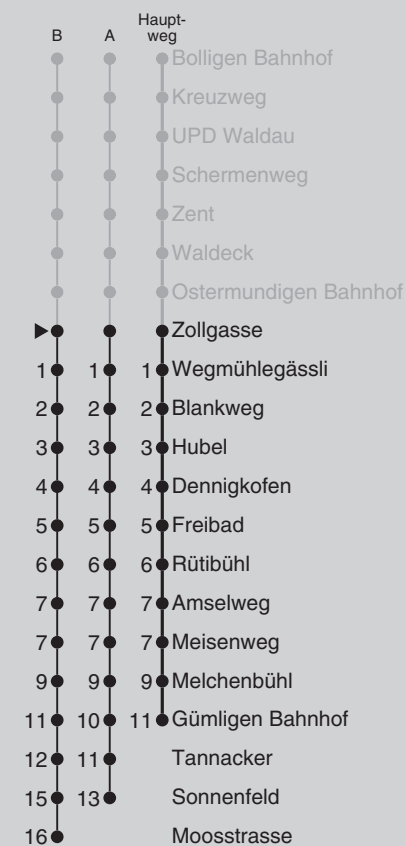 B A Haupt-
weg
Bolligen Bahnhof
Kreuzweg
UPD Waldau
Schermenweg
Zent
Waldeck
Ostermundigen Bahnhof
Zollgasse
1 1 1 Wegmühlegässli
2 2 2 Blankweg
3 3 3 Hubel
4 4 4 Dennigkofen
5 5 5 Freibad
6 6 6 Rütibühl
7 7 7 Amselweg
7 7 7 Meisenweg
9 9 9 Melchenbühl
11 10 11 Gümligen Bahnhof
12 11 Tannacker
15 13 Sonnenfeld
16 Moosstrasse